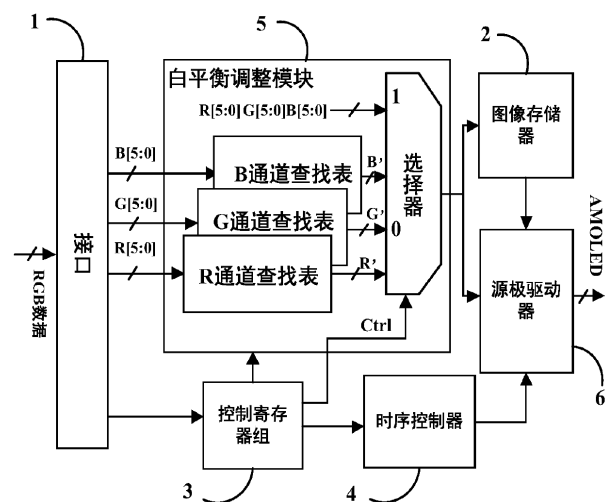 1
5
2
白平衡调整模块
R[5:0]G[5:0]B[5:0]
1
图像存储
器
B[5:0]
B通道查找表
B'
选择器
G[5:0]
G通道查找表
G'
0
R[5:0]
R通道查找表
R'
接口
RGB数据
源极驱动
器
AMOLED
Ctrl
6
控制寄存
器组
时序控制器
3
4